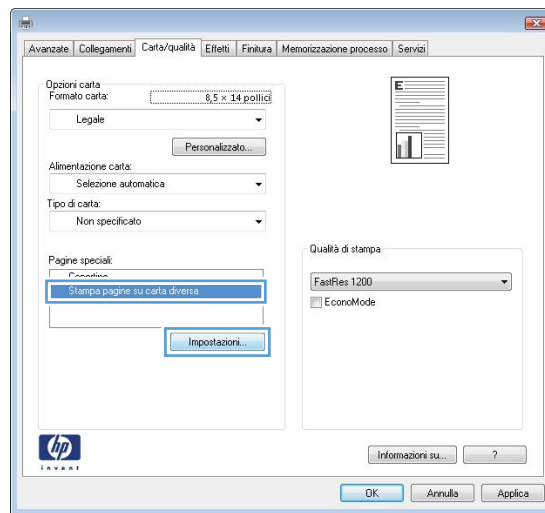 Avanzate Collegamenti Carta/qualità Effetti Finitura Memorizzazione processo Servizi
Opzioni carta
Formato carta: 8,5 × 14 pollici
Legale
Personalizzato...
Alimentazione carta:
Selezione automatica
Tipo di carta:
Non specificato
Pagine speciali:
Copertine
Stampa pagine su carta diversa
Impostazioni...
E
Qualità di stampa
FastRes 1200
EconoMode
hp
invent
Informazioni su... ?
OK Annulla Applica